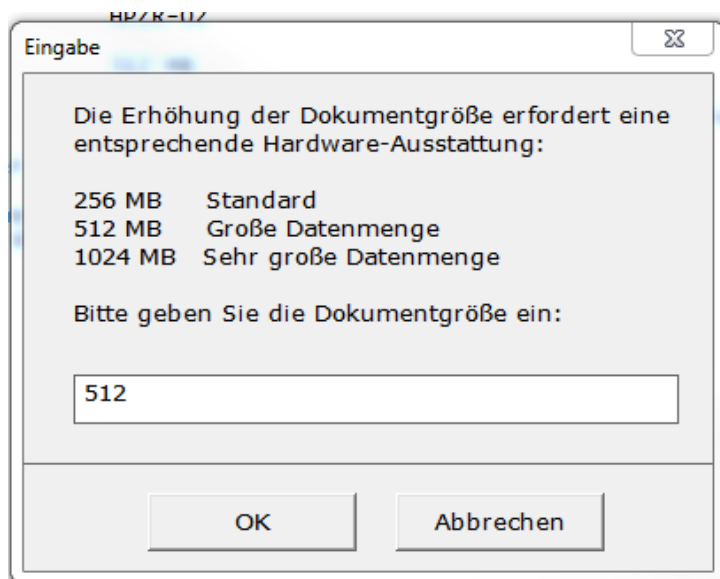 Eingabe
Die Erhöhung der Dokumentgröße erfordert eine
entsprechende Hardware-Ausstattung:
256 MB Standard
512 MB Große Datenmenge
1024 MB Sehr große Datenmenge
Bitte geben Sie die Dokumentgröße ein:
512
OK Abbrechen